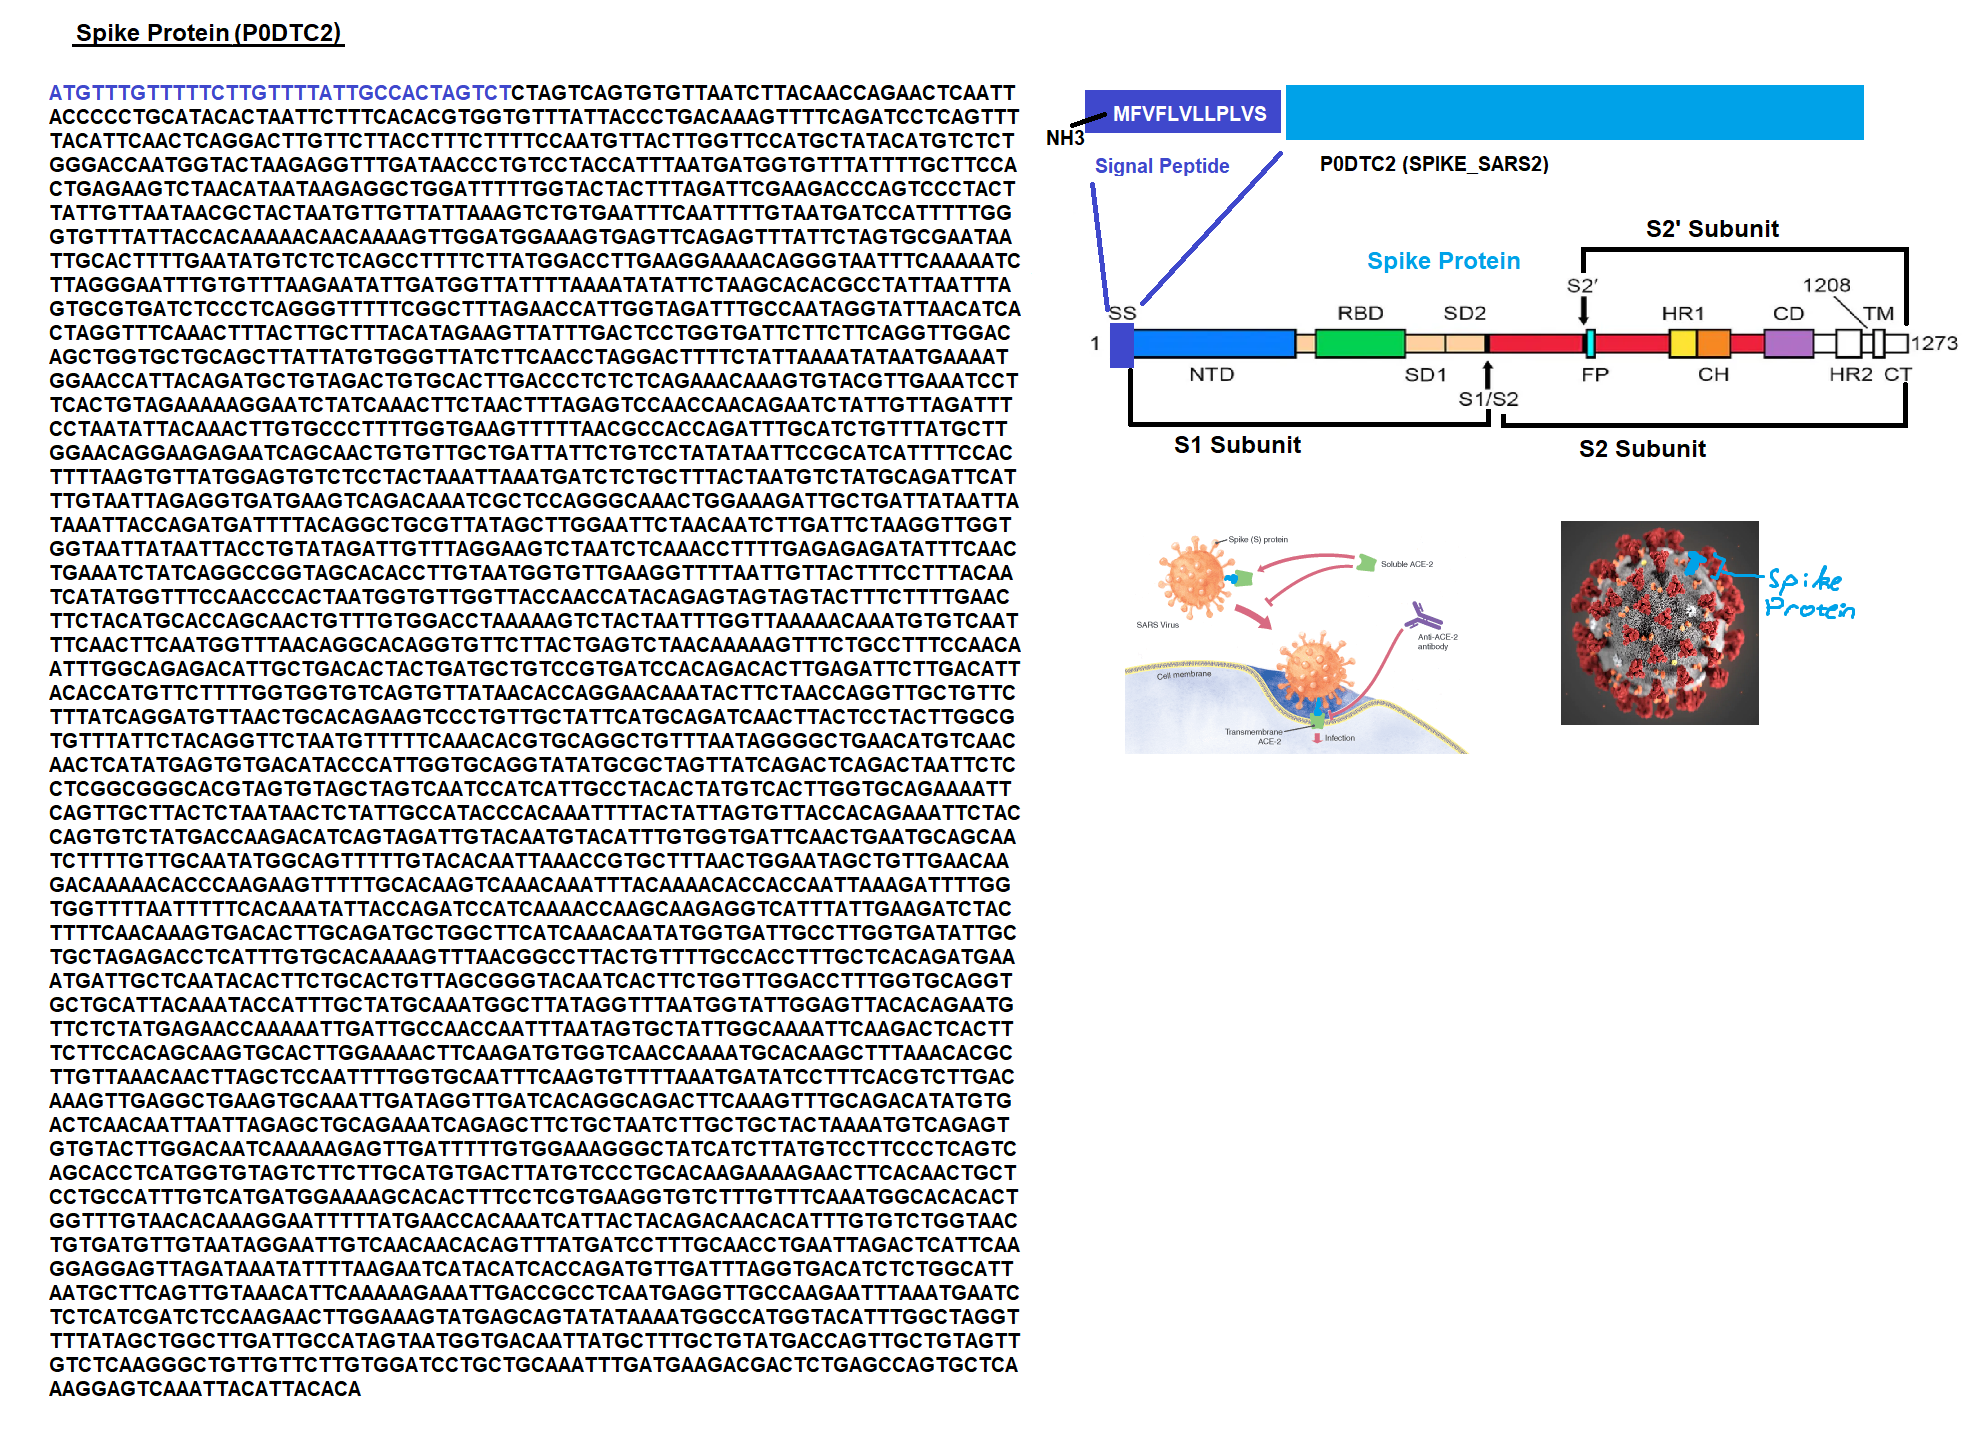 Spike Protein (P0DTC2)
ATGTTTGTTTTTCTTGTTTTATTGCCACTAGTCTCTAGTCAGTGTGTTAATCTTACAACCAGAACTCAATT
ACCCCCTGCATACACTAATTCTTTCACACGTGGTGTTTATTACCCTGACAAAGTTTTCAGATCCTCAGTTT
TACATTCAACTCAGGACTTGTTCTTACCTTTCTTTTCCAATGTTACTTGGTTCCATGCTATACATGTCTCT
GGGACCAATGGTACTAAGAGGTTTGATAACCCTGTCCTACCATTTAATGATGGTGTTTATTTTGCTTCCA
CTGAGAAGTCTAACATAATAAGAGGCTGGATTTTTGGTACTACTTTAGATTCGAAGACCCAGTCCCTACT
TATTGTTAATAACGCTACTAATGTTGTTATTAAAGTCTGTGAATTTCAATTTTGTAATGATCCATTTTTGG
GTGTTTATTACCACAAAAACAACAAAAGTTGGATGGAAAGTGAGTTCAGAGTTTATTCTAGTGCGAATAA
TTGCACTTTTGAATATGTCTCTCAGCCTTTTCTTATGGACCTTGAAGGAAAACAGGGTAATTTCAAAAATC
TTAGGGAATTTGTGTTTAAGAATATTGATGGTTATTTTAAAATATATTCTAAGCACACGCCTATTAATTTA
GTGCGTGATCTCCCTCAGGGTTTTTCGGCTTTAGAACCATTGGTAGATTTGCCAATAGGTATTAACATCA
CTAGGTTTCAAACTTTACTTGCTTTACATAGAAGTTATTTGACTCCTGGTGATTCTTCTTCAGGTTGGAC
AGCTGGTGCTGCAGCTTATTATGTGGGTTATCTTCAACCTAGGACTTTTCTATTAAAATATAATGAAAAT
GGAACCATTACAGATGCTGTAGACTGTGCACTTGACCCTCTCTCAGAAACAAAGTGTACGTTGAAATCCT
TCACTGTAGAAAAAGGAATCTATCAAACTTCTAACTTTAGAGTCCAACCAACAGAATCTATTGTTAGATTT
CCTAATATTACAAACTTGTGCCCTTTTGGTGAAGTTTTTAACGCCACCAGATTTGCATCTGTTTATGCTT
GGAACAGGAAGAGAATCAGCAACTGTGTTGCTGATTATTCTGTCCTATATAATTCCGCATCATTTTCCAC
TTTTAAGTGTTATGGAGTGTCTCCTACTAAATTAAATGATCTCTGCTTTACTAATGTCTATGCAGATTCAT
TTGTAATTAGAGGTGATGAAGTCAGACAAATCGCTCCAGGGCAAACTGGAAAGATTGCTGATTATAATTA
TAAATTACCAGATGATTTTACAGGCTGCGTTATAGCTTGGAATTCTAACAATCTTGATTCTAAGGTTGGT
GGTAATTATAATTACCTGTATAGATTGTTTAGGAAGTCTAATCTCAAACCTTTTGAGAGAGATATTTCAAC
TGAAATCTATCAGGCCGGTAGCACACCTTGTAATGGTGTTGAAGGTTTTAATTGTTACTTTCCTTTACAA
TCATATGGTTTCCAACCCACTAATGGTGTTGGTTACCAACCATACAGAGTAGTAGTACTTTCTTTTGAAC
TTCTACATGCACCAGCAACTGTTTGTGGACCTAAAAAGTCTACTAATTTGGTTAAAAACAAATGTGTCAAT
TTCAACTTCAATGGTTTAACAGGCACAGGTGTTCTTACTGAGTCTAACAAAAAGTTTCTGCCTTTCCAACA
ATTTGGCAGAGACATTGCTGACACTACTGATGCTGTCCGTGATCCACAGACACTTGAGATTCTTGACATT
ACACCATGTTCTTTTGGTGGTGTCAGTGTTATAACACCAGGAACAAATACTTCTAACCAGGTTGCTGTTC
TTTATCAGGATGTTAACTGCACAGAAGTCCCTGTTGCTATTCATGCAGATCAACTTACTCCTACTTGGCG
TGTTTATTCTACAGGTTCTAATGTTTTTCAAACACGTGCAGGCTGTTTAATAGGGGCTGAACATGTCAAC
AACTCATATGAGTGTGACATACCCATTGGTGCAGGTATATGCGCTAGTTATCAGACTCAGACTAATTCTC
CTCGGCGGGCACGTAGTGTAGCTAGTCAATCCATCATTGCCTACACTATGTCACTTGGTGCAGAAAATT
CAGTTGCTTACTCTAATAACTCTATTGCCATACCCACAAATTTTACTATTAGTGTTACCACAGAAATTCTAC
CAGTGTCTATGACCAAGACATCAGTAGATTGTACAATGTACATTTGTGGTGATTCAACTGAATGCAGCAA
TCTTTTGTTGCAATATGGCAGTTTTTGTACACAATTAAACCGTGCTTTAACTGGAATAGCTGTTGAACAA
GACAAAAACACCCAAGAAGTTTTTGCACAAGTCAAACAAATTTACAAAACACCACCAATTAAAGATTTTGG
TGGTTTTAATTTTTCACAAATATTACCAGATCCATCAAAACCAAGCAAGAGGTCATTTATTGAAGATCTAC
TTTTCAACAAAGTGACACTTGCAGATGCTGGCTTCATCAAACAATATGGTGATTGCCTTGGTGATATTGC
TGCTAGAGACCTCATTTGTGCACAAAAGTTTAACGGCCTTACTGTTTTGCCACCTTTGCTCACAGATGAA
ATGATTGCTCAATACACTTCTGCACTGTTAGCGGGTACAATCACTTCTGGTTGGACCTTTGGTGCAGGT
GCTGCATTACAAATACCATTTGCTATGCAAATGGCTTATAGGTTTAATGGTATTGGAGTTACACAGAATG
TTCTCTATGAGAACCAAAAATTGATTGCCAACCAATTTAATAGTGCTATTGGCAAAATTCAAGACTCACTT
TCTTCCACAGCAAGTGCACTTGGAAAACTTCAAGATGTGGTCAACCAAAATGCACAAGCTTTAAACACGC
TTGTTAAACAACTTAGCTCCAATTTTGGTGCAATTTCAAGTGTTTTAAATGATATCCTTTCACGTCTTGAC
AAAGTTGAGGCTGAAGTGCAAATTGATAGGTTGATCACAGGCAGACTTCAAAGTTTGCAGACATATGTG
ACTCAACAATTAATTAGAGCTGCAGAAATCAGAGCTTCTGCTAATCTTGCTGCTACTAAAATGTCAGAGT
GTGTACTTGGACAATCAAAAAGAGTTGATTTTTGTGGAAAGGGCTATCATCTTATGTCCTTCCCTCAGTC
AGCACCTCATGGTGTAGTCTTCTTGCATGTGACTTATGTCCCTGCACAAGAAAAGAACTTCACAACTGCT
CCTGCCATTTGTCATGATGGAAAAGCACACTTTCCTCGTGAAGGTGTCTTTGTTTCAAATGGCACACACT
GGTTTGTAACACAAAGGAATTTTTATGAACCACAAATCATTACTACAGACAACACATTTGTGTCTGGTAAC
TGTGATGTTGTAATAGGAATTGTCAACAACACAGTTTATGATCCTTTGCAACCTGAATTAGACTCATTCAA
GGAGGAGTTAGATAAATATTTTAAGAATCATACATCACCAGATGTTGATTTAGGTGACATCTCTGGCATT
AATGCTTCAGTTGTAAACATTCAAAAAGAAATTGACCGCCTCAATGAGGTTGCCAAGAATTTAAATGAATC
TCTCATCGATCTCCAAGAACTTGGAAAGTATGAGCAGTATATAAAATGGCCATGGTACATTTGGCTAGGT
TTTATAGCTGGCTTGATTGCCATAGTAATGGTGACAATTATGCTTTGCTGTATGACCAGTTGCTGTAGTT
GTCTCAAGGGCTGTTGTTCTTGTGGATCCTGCTGCAAATTTGATGAAGACGACTCTGAGCCAGTGCTCA
AAGGAGTCAAATTACATTACACA
MFVFLVLLPLVS
NH3
Signal Peptide
P0DTC2 (SPIKE_SARS2)
S2' Subunit
Spike Protein
S2′
1208
SS
RBD
SD2
HR1
CD
TM
1
1273
NTD
SD1
FP
CH
HR2
CT
S1/S2
S1 Subunit
S2 Subunit
Spike (S) protein
Soluble ACE-2
SARS Virus
Anti-ACE-2
antibody
Cell membrane
Transmembrane
ACE-2
Infection
Spike
Protein